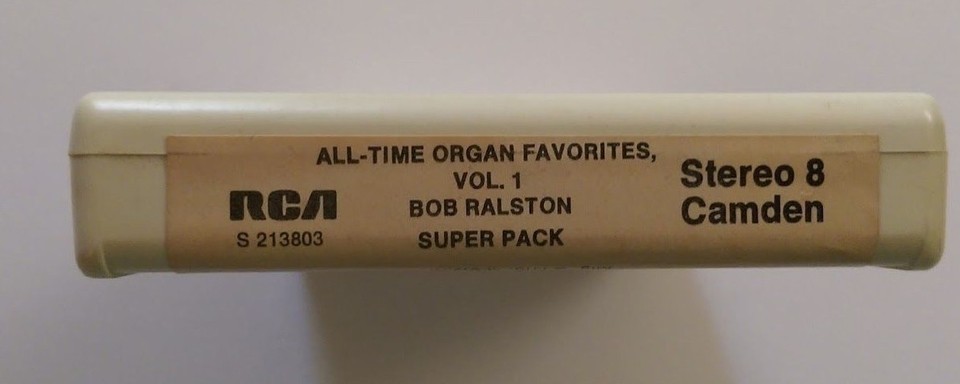 ALL-TIME ORGAN FAVORITES,
VOL. 1
BOB RALSTON
SUPER PACK
RCA
S 213803
Stereo 8
Camden